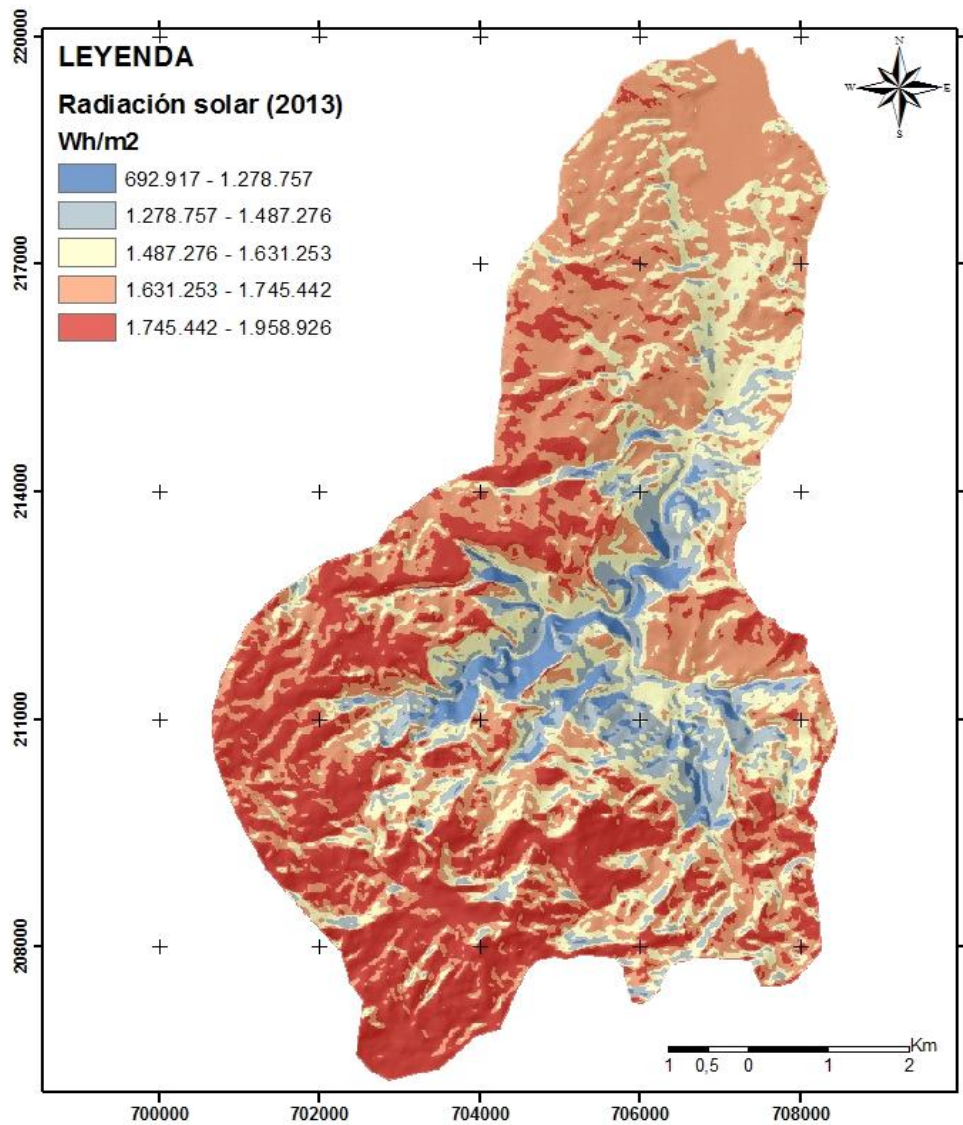 LEYENDA
Radiación solar (2013)
Wh/m2
692.917 - 1.278.757
1.278.757 - 1.487.276
1.487.276 - 1.631.253
1.631.253 - 1.745.442
1.745.442 - 1.958.926
N
W
E
S
220000
217000
214000
211000
208000
Km
1 0,5 0 1 2
700000 702000 704000 706000 708000